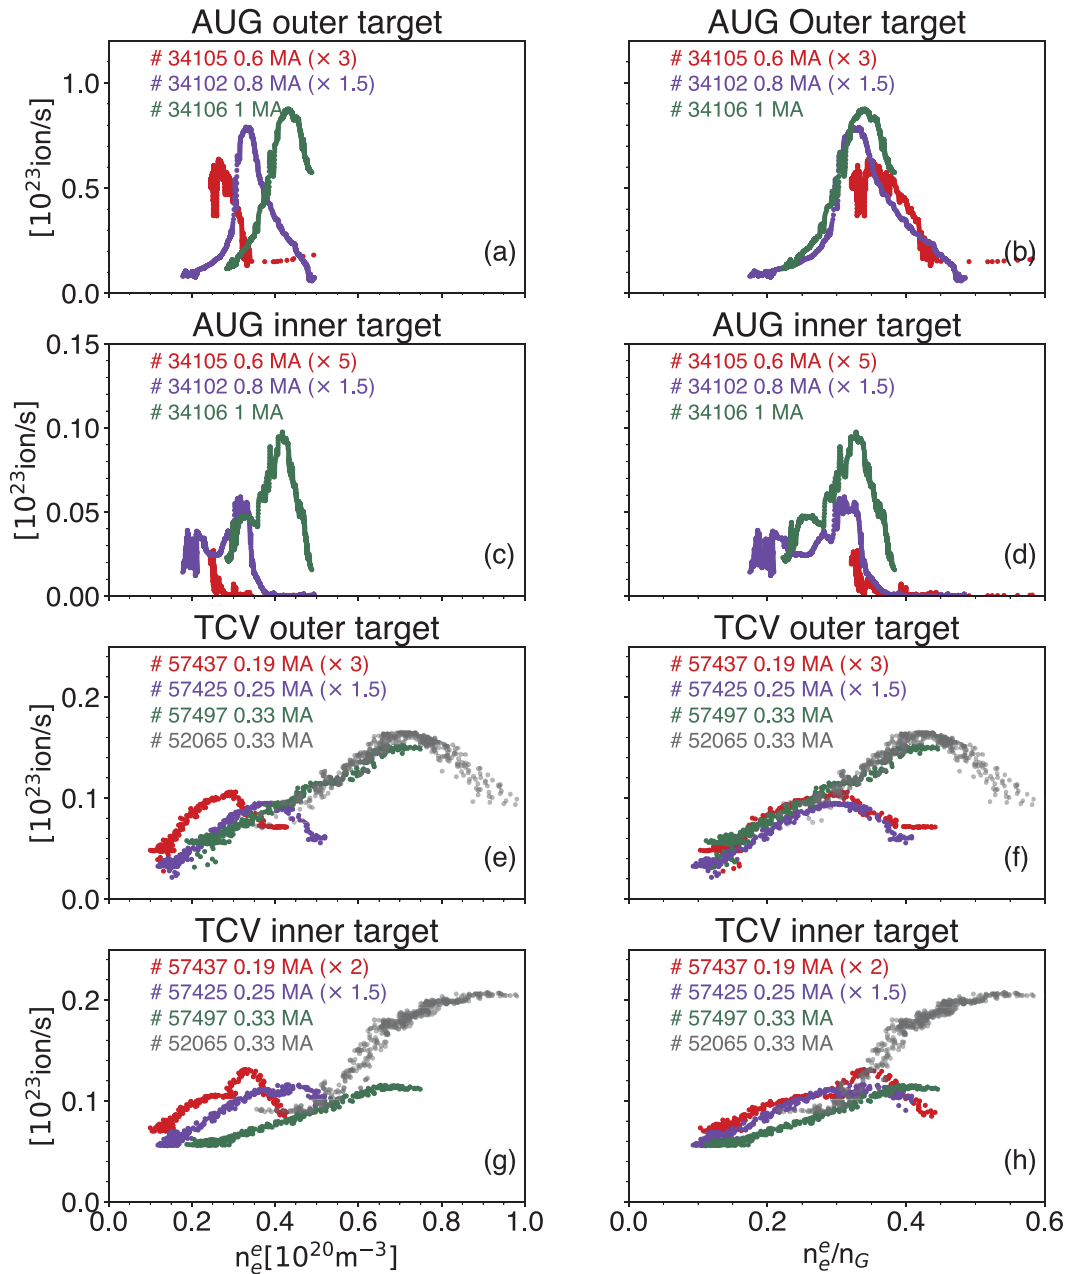 AUG outer target
# 34105 0.6 MA (× 3)
# 34102 0.8 MA (× 1.5)
# 34106 1 MA
1.0
0.5
0.0
[10²³ion/s]
(a)
AUG Outer target
# 34105 0.6 MA (× 3)
# 34102 0.8 MA (× 1.5)
# 34106 1 MA
(b)
AUG inner target
# 34105 0.6 MA (× 5)
# 34102 0.8 MA (× 1.5)
# 34106 1 MA
0.15
0.10
0.05
0.00
[10²³ion/s]
(c)
AUG inner target
# 34105 0.6 MA (× 5)
# 34102 0.8 MA (× 1.5)
# 34106 1 MA
(d)
TCV outer target
# 57437 0.19 MA (× 3)
# 57425 0.25 MA (× 1.5)
# 57497 0.33 MA
# 52065 0.33 MA
0.2
0.1
0.0
[10²³ion/s]
(e)
TCV outer target
# 57437 0.19 MA (× 3)
# 57425 0.25 MA (× 1.5)
# 57497 0.33 MA
# 52065 0.33 MA
(f)
TCV inner target
# 57437 0.19 MA (× 2)
# 57425 0.25 MA (× 1.5)
# 57497 0.33 MA
# 52065 0.33 MA
0.2
0.1
0.0
[10²³ion/s]
(g)
0.0 0.2 0.4 0.6 0.8 1.0
nₑᵉ[10²⁰m⁻³]
TCV inner target
# 57437 0.19 MA (× 2)
# 57425 0.25 MA (× 1.5)
# 57497 0.33 MA
# 52065 0.33 MA
(h)
0.0 0.2 0.4 0.6
nₑᵉ/n_G